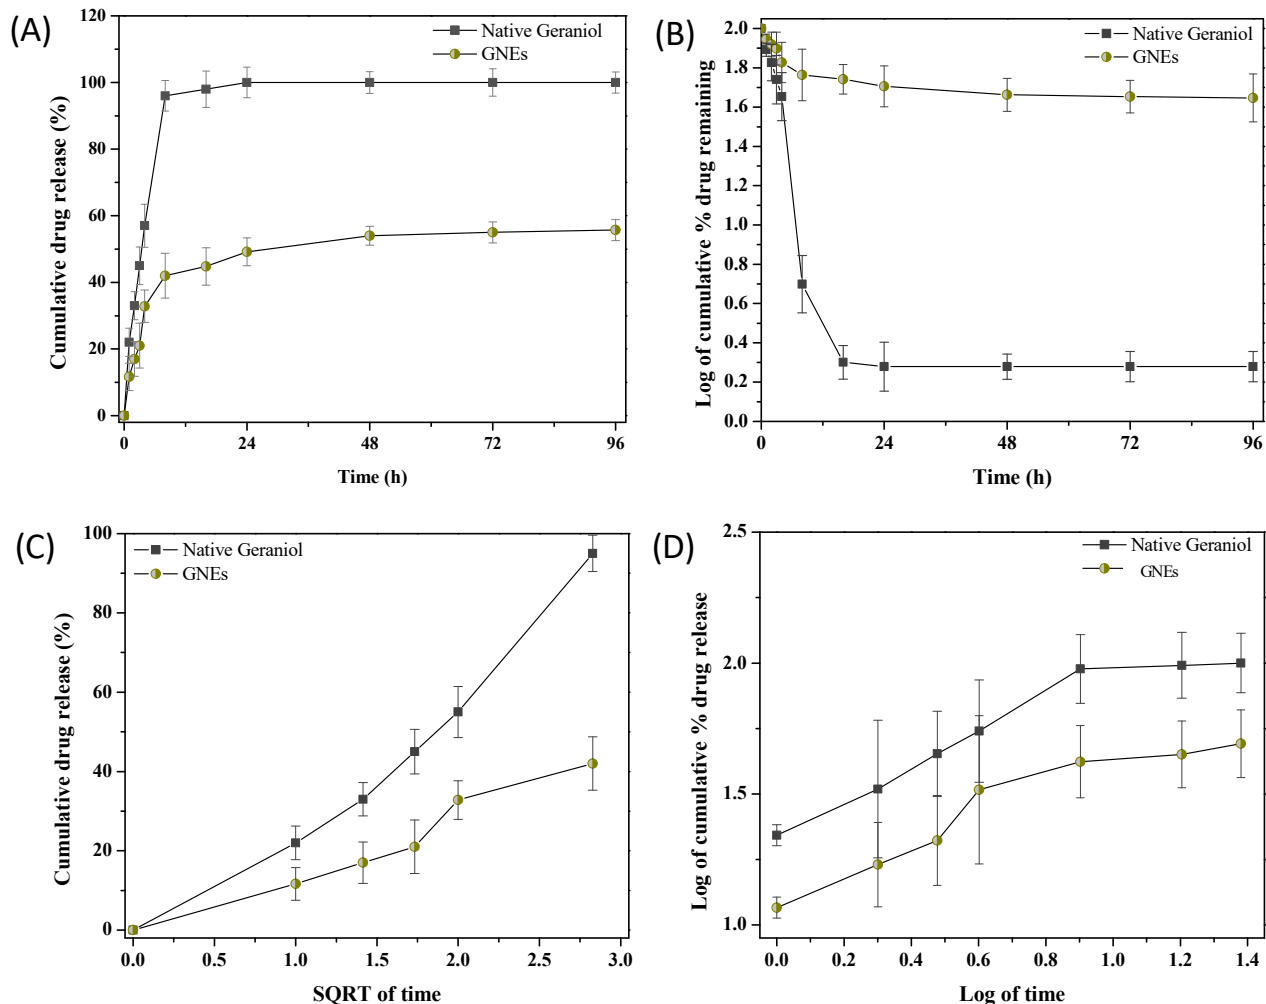 (A)
Cumulative drug release (%)
120
100
80
60
40
20
0
Native Geraniol
GNEs
0 24 48 72 96
Time (h)
(B)
Log of cumulative % drug remaining
2.0
1.8
1.6
1.4
1.2
1.0
0.8
0.6
0.4
0.2
0.0
Native Geraniol
GNEs
0 24 48 72 96
Time (h)
(C)
Cumulative drug release (%)
100
80
60
40
20
0
Native Geraniol
GNEs
0.0 0.5 1.0 1.5 2.0 2.5 3.0
SQRT of time
(D)
Log of cumulative % drug release
2.5
2.0
1.5
1.0
Native Geraniol
GNEs
0.0 0.2 0.4 0.6 0.8 1.0 1.2 1.4
Log of time